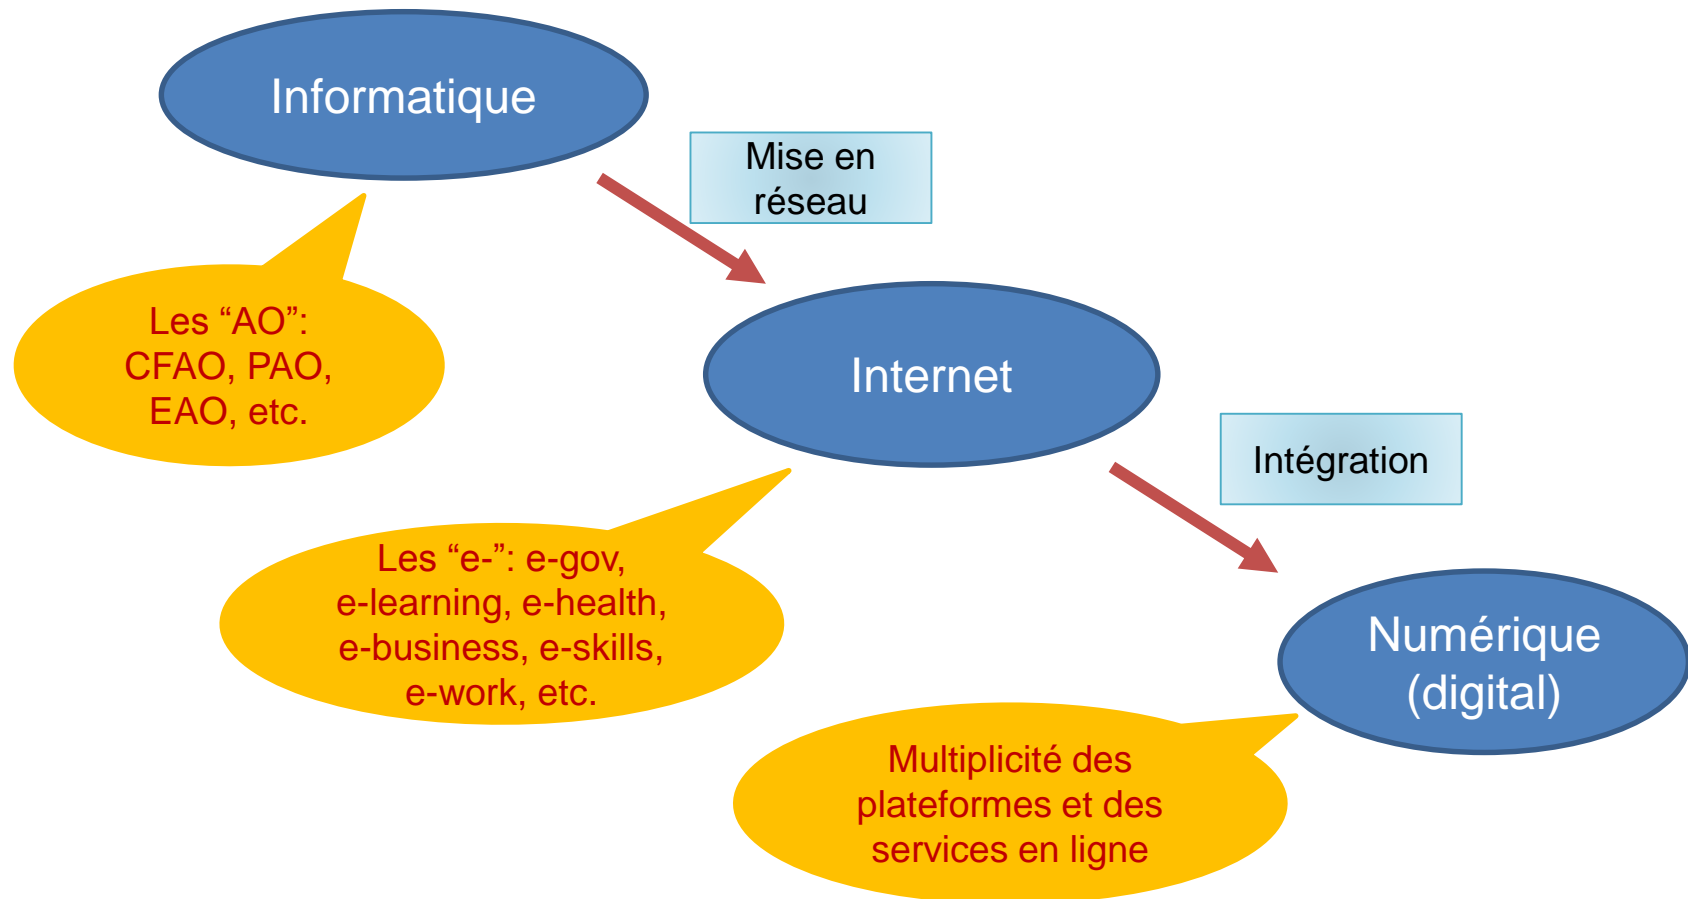 Informatique
Mise en
réseau
Les “AO”:
CFAO, PAO,
EAO, etc.
Internet
Intégration
Les “e-”: e-gov,
e-learning, e-health,
e-business, e-skills,
e-work, etc.
Numérique
(digital)
Multiplicité des
plateformes et des
services en ligne